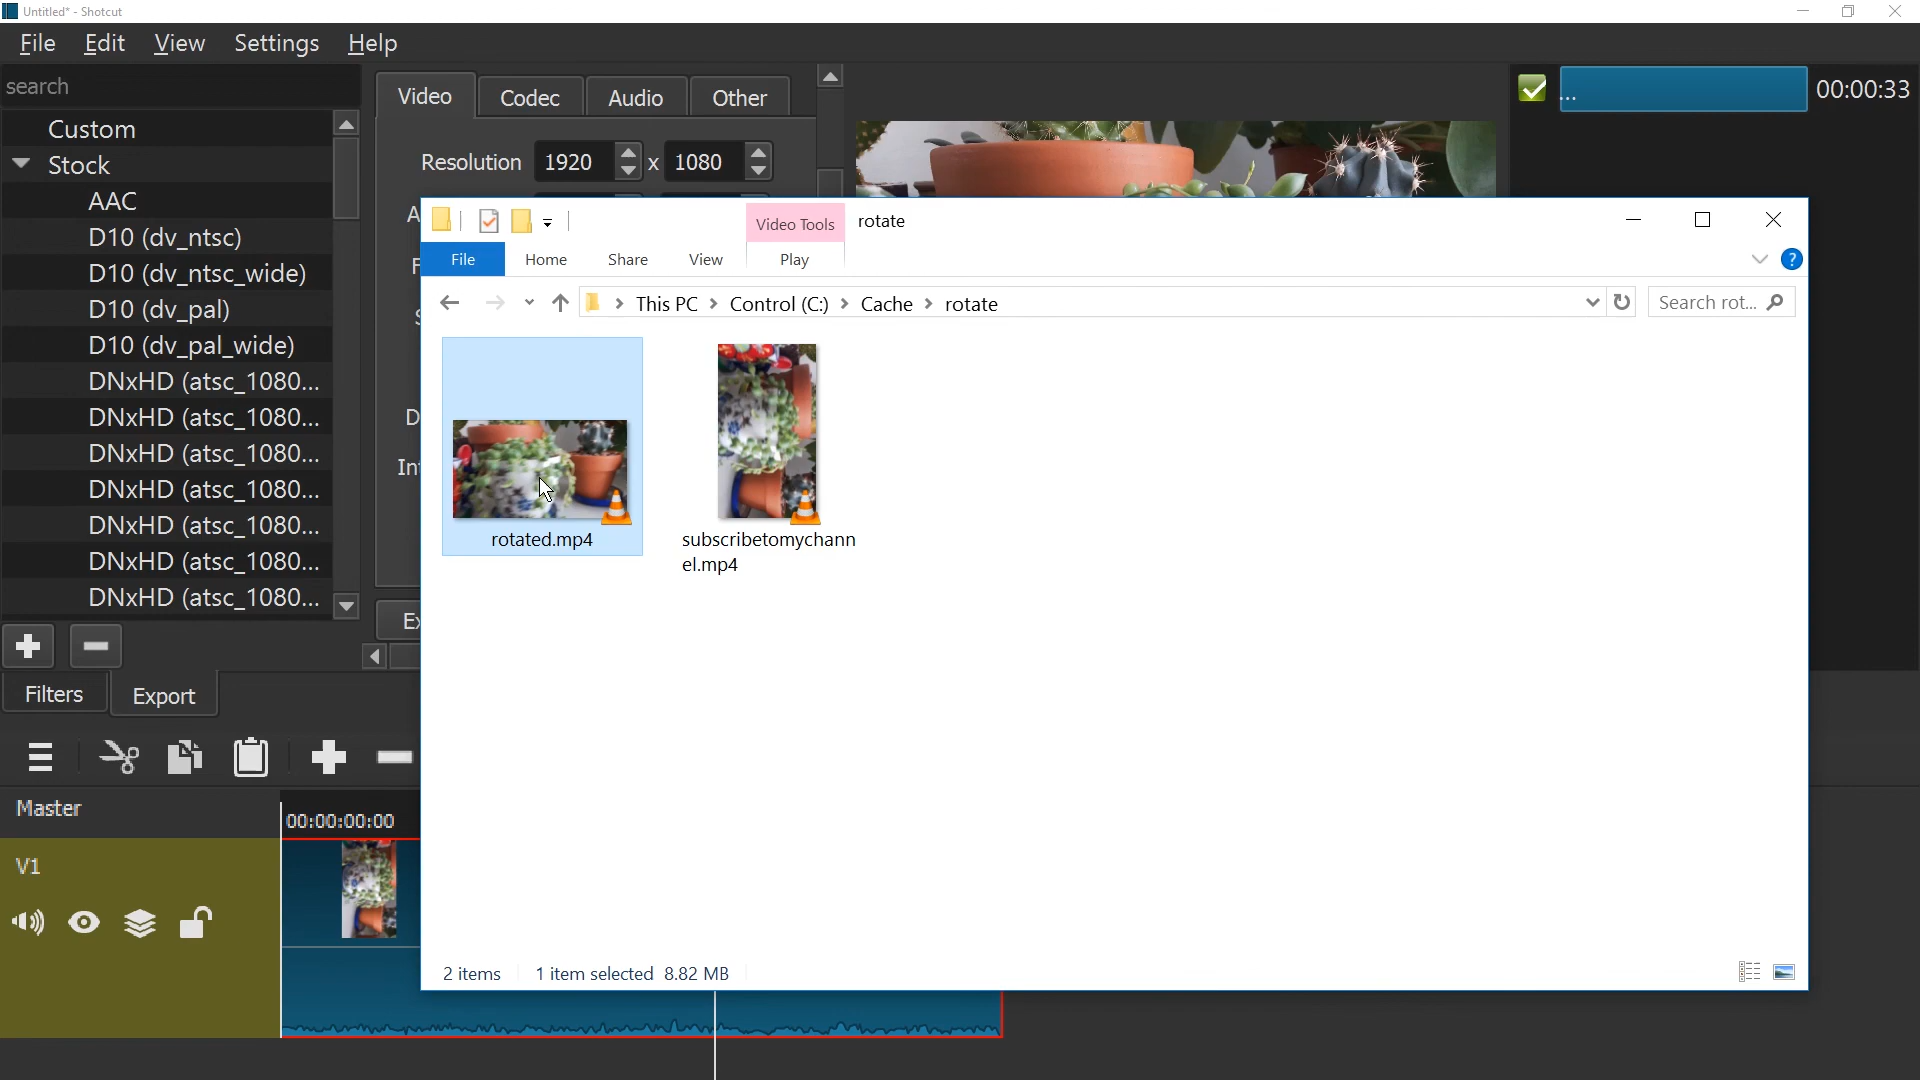 Untitled* - Shotcut
File Edit View Settings Help
search
Custom
Stock
AAC
D10 (dv_ntsc)
D10 (dv_ntsc_wide)
D10 (dv_pal)
D10 (dv_pal_wide)
DNxHD (atsc_1080...
DNxHD (atsc_1080...
DNxHD (atsc_1080...
DNxHD (atsc_1080...
DNxHD (atsc_1080...
DNxHD (atsc_1080...
DNxHD (atsc_1080...
Filters Export
Video Codec Audio Other
Resolution 1920 x 1080
... 00:00:33
Video Tools rotate
File Home Share View Play
This PC Control (C:) Cache rotate
Search rot...
rotated.mp4
subscribetomychann
el.mp4
2 items 1 item selected 8.82 MB
Master
00:00:00:00
V1